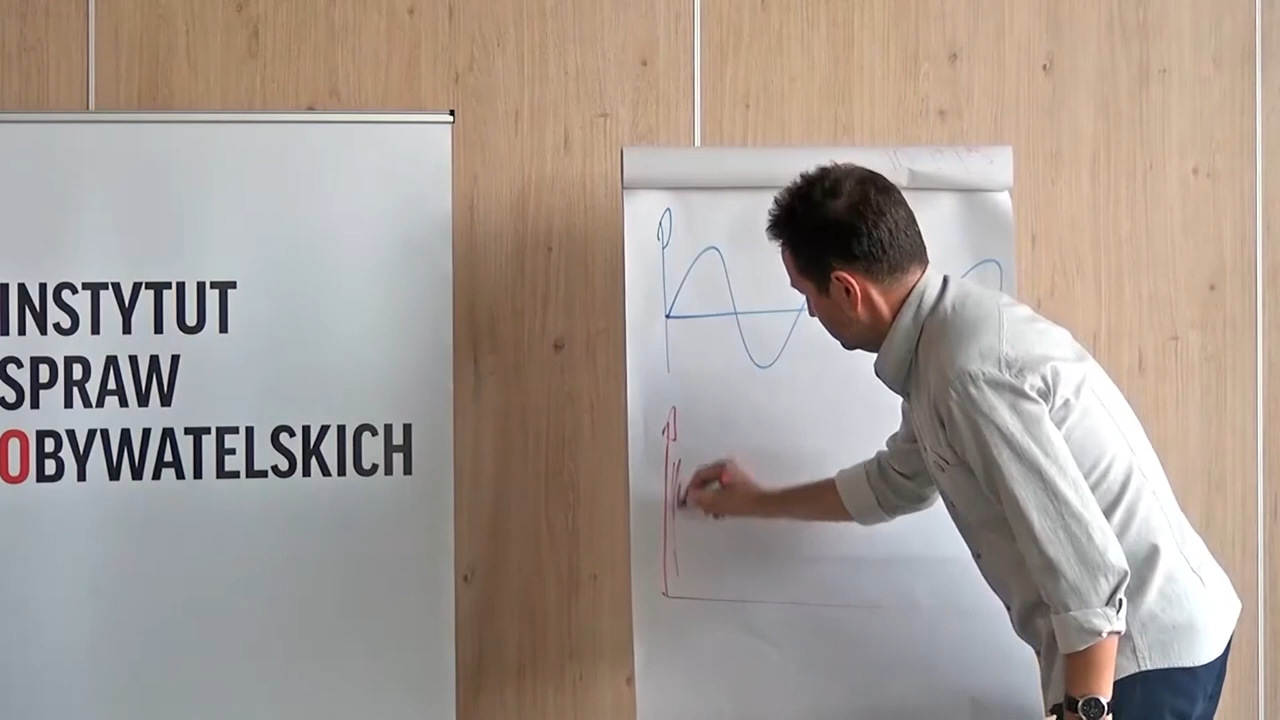 INSTYTUT
SPRAW
OBYWATELSKICH
P
P